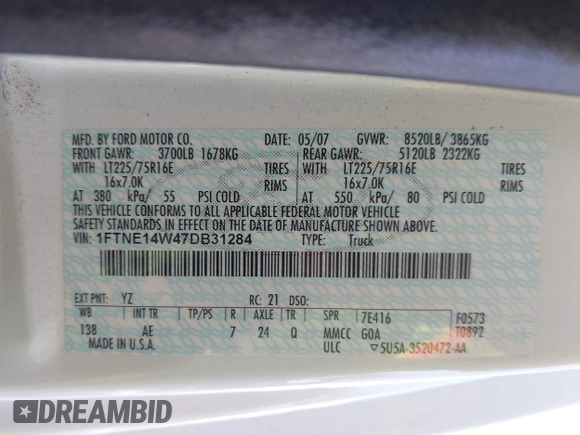 MFD. BY FORD MOTOR CO. DATE: 05/07 GVWR: 8520LB/ 3865KG
FRONT GAWR: 3700LB 1678KG REAR GAWR: 5120LB 2322KG
WITH LT225/75R16E TIRES WITH LT225/75R16E TIRES
16x7.0K RIMS 16x7.0K RIMS
AT 380 kPa/ 55 PSI COLD AT 550 kPa/ 80 PSI COLD
THIS VEHICLE CONFORMS TO ALL APPLICABLE FEDERAL MOTOR VEHICLE
SAFETY STANDARDS IN EFFECT ON THE DATE OF MANUFACTURE SHOWN ABOVE.
VIN: 1FTNE14W47DB31284 TYPE: Truck
EXT PNT: YZ RC: 21 DSO:
WB INT TR TP/PS R AXLE TR SPR 7E416 F0573
138 AE 7 24 Q MMCC GOA T0892
MADE IN U.S.A. ULC ▽5U5A-3520472-AA
DREAMBID